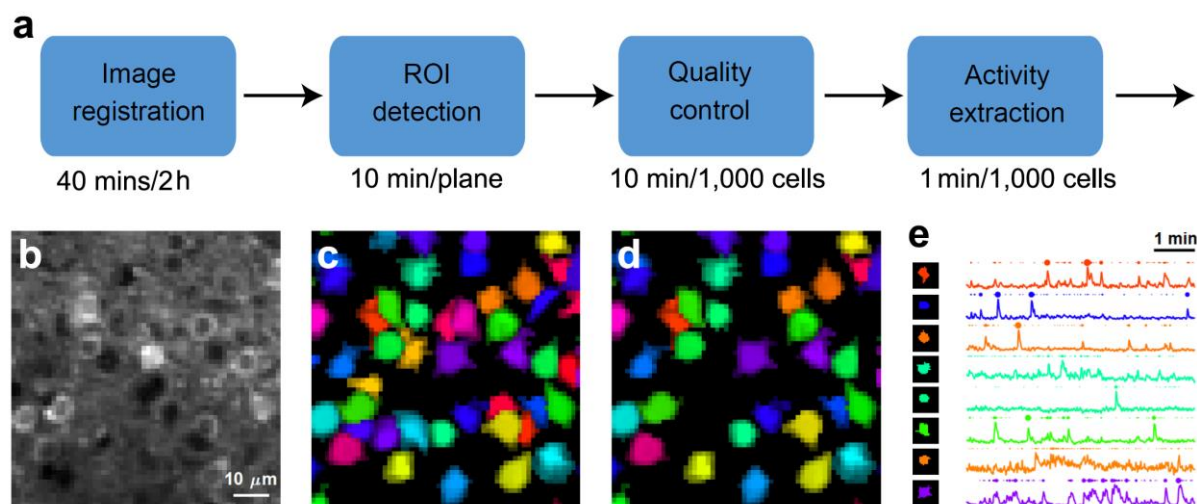 a
Image
registration
ROI
detection
Quality
control
Activity
extraction
40 mins/2h
10 min/plane
10 min/1,000 cells
1 min/1,000 cells
b
10 μm
c
d
e
1 min